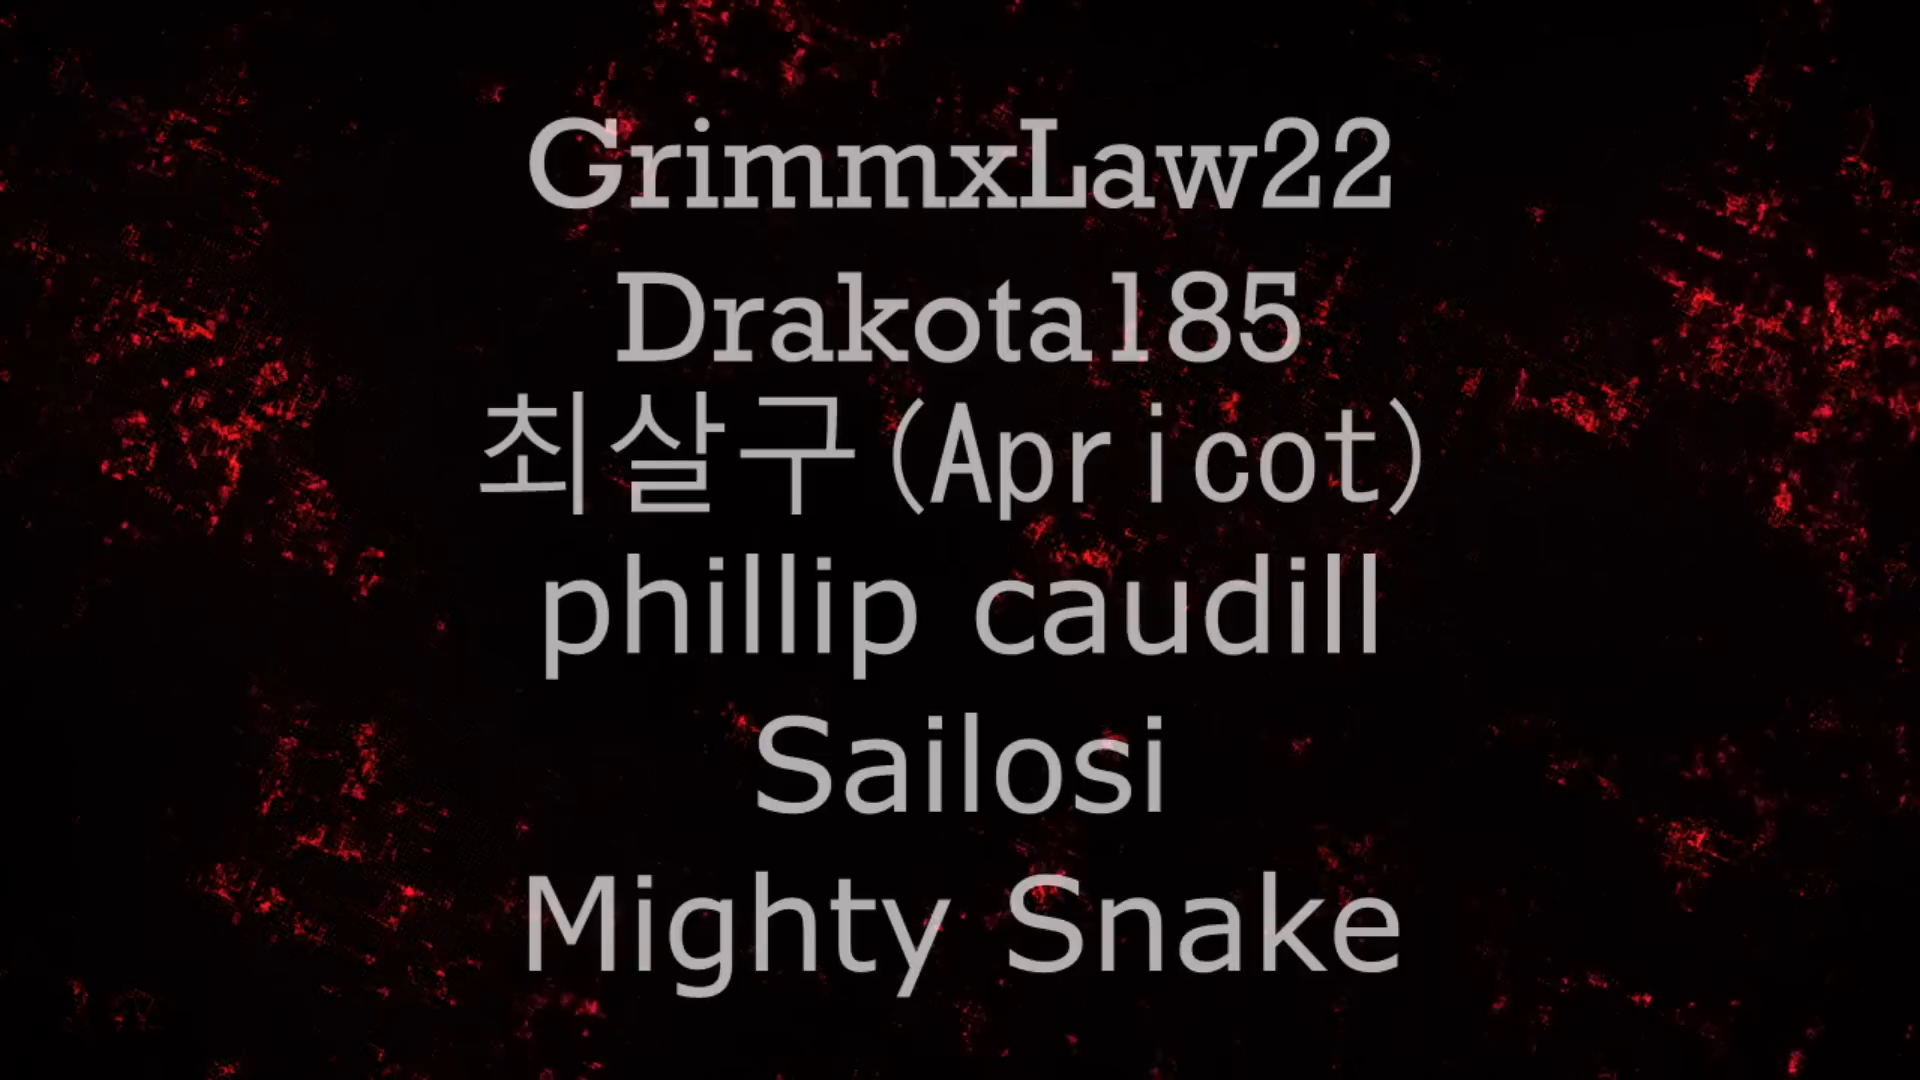 GrimmxLaw22
Drakota185
최살구(Apricot)
phillip caudill
Sailosi
Mighty Snake